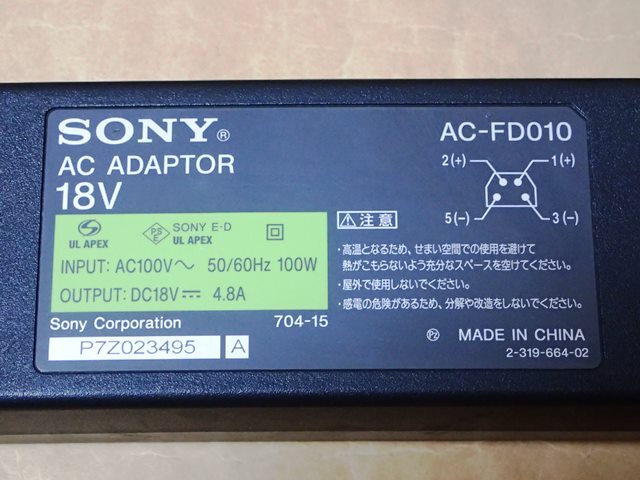 SONY®
AC ADAPTOR
18V
AC-FD010
2(+) 1(+)
5(−) 3(−)
UL APEX
PS E
SONY E-D
UL APEX
INPUT: AC100V～ 50/60Hz 100W
OUTPUT: DC18V⎓ 4.8A
Sony Corporation 704-15
P7Z023495 A
⚠注意
・高温となるため、せまい空間での使用を避けて
熱がこもらないよう充分なスペースを空けてください。
・屋外で使用しないでください。
・感電の危険があるため、分解や改造をしないでください。
Pz MADE IN CHINA
2-319-664-02